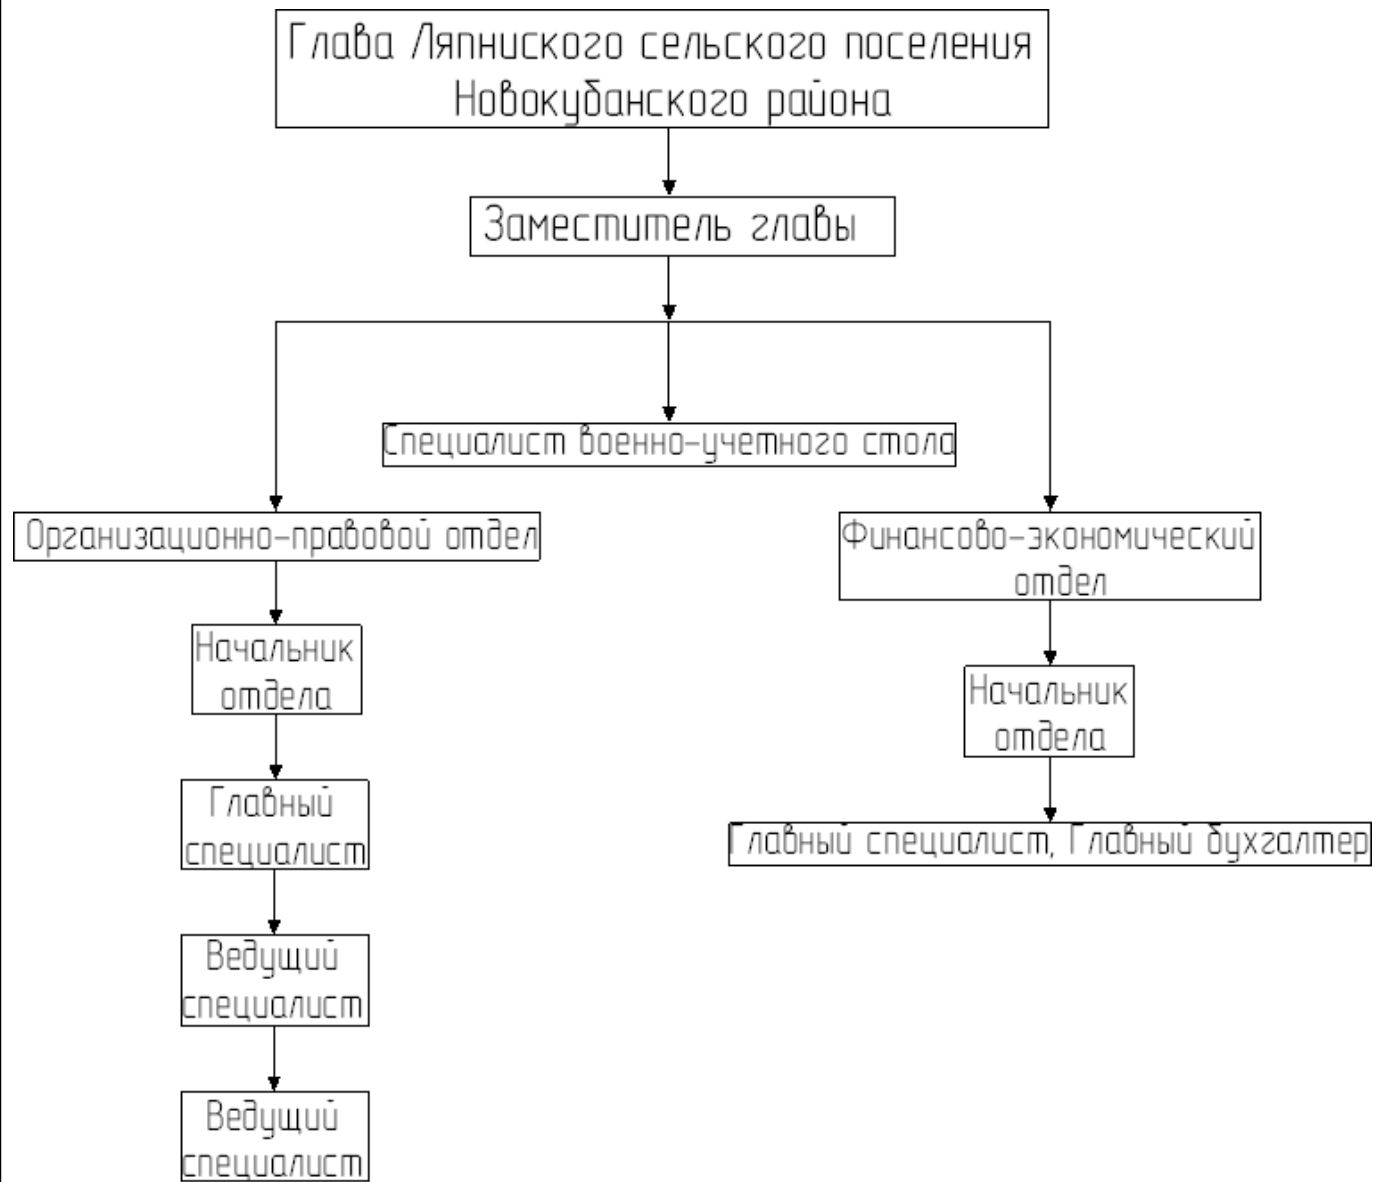 Глава Ляпниского сельского поселения
Новокубанского района
Заместитель главы
Специалист военно-учетного стола
Организационно-правовой отдел
Финансово-экономический
отдел
Начальник
отдела
Начальник
отдела
Главный
специалист
Главный специалист, Главный бухгалтер
Ведущий
специалист
Ведущий
специалист